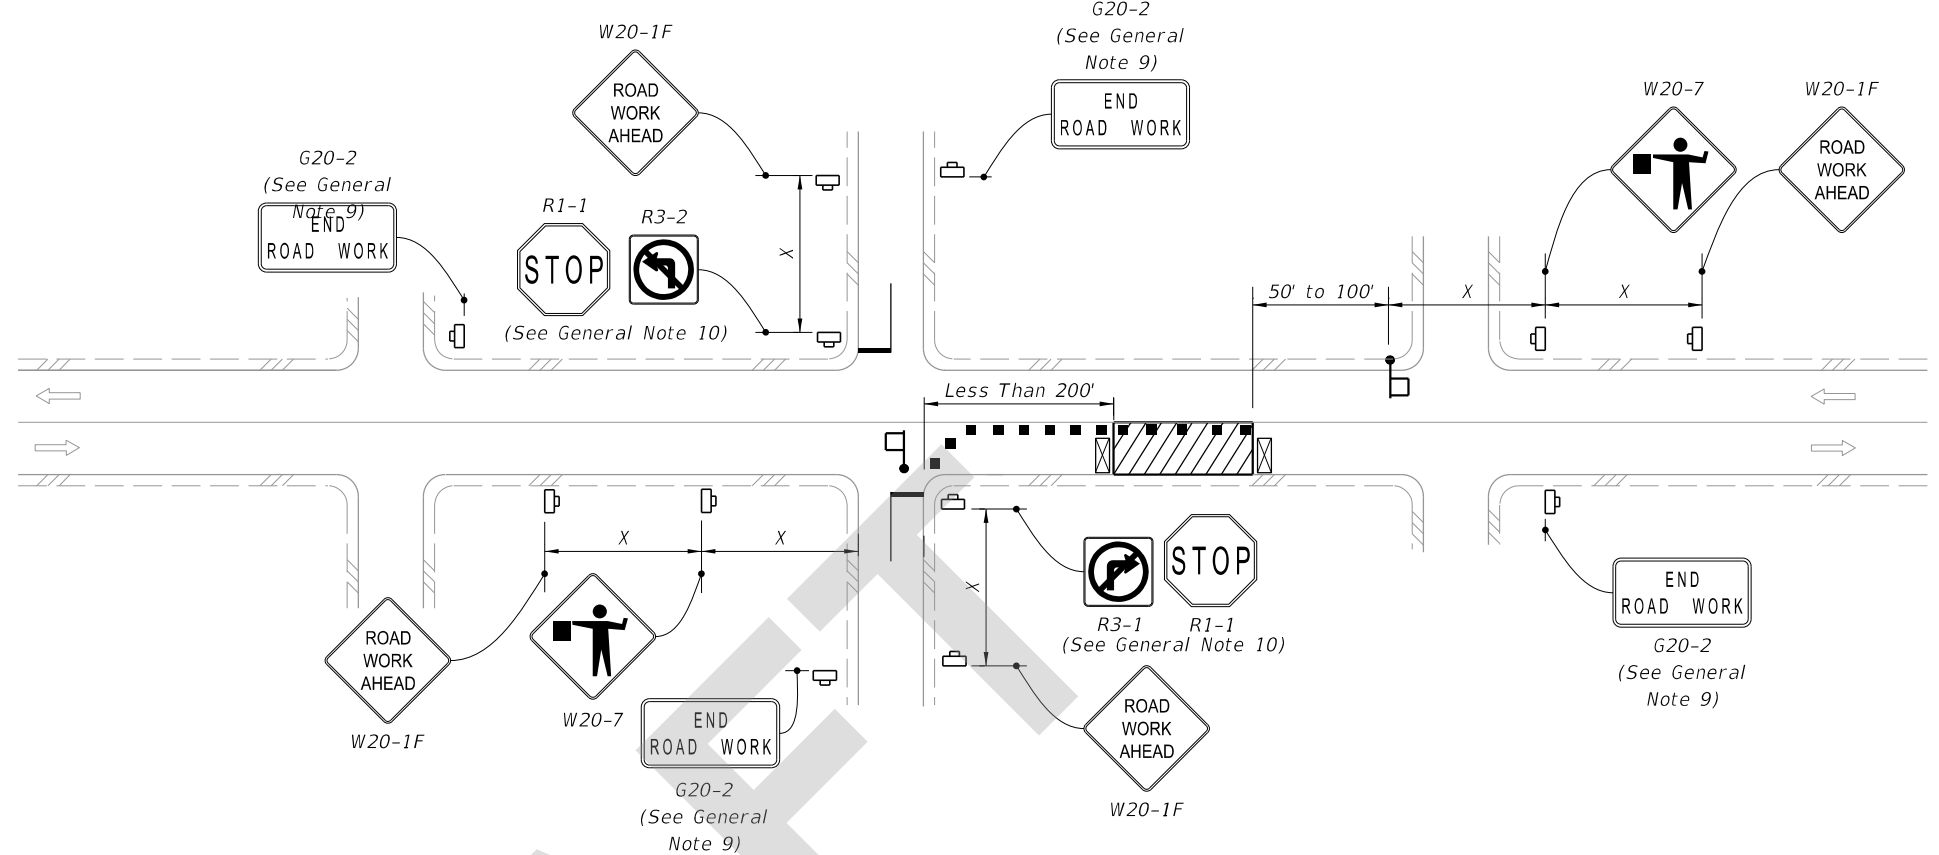 G20-2
(See General
Note 9)
END
ROAD WORK
W20-1F
ROAD
WORK
AHEAD
W20-7
W20-1F
ROAD
WORK
AHEAD
G20-2
(See General
Note 9)
END
ROAD WORK
R1-1
STOP
R3-2
(See General Note 10)
X
50' to 100'
X
X
Less Than 200'
X
X
X
ROAD
WORK
AHEAD
W20-1F
W20-7
END
ROAD WORK
G20-2
(See General
Note 9)
R3-1
STOP
R1-1
(See General Note 10)
ROAD
WORK
AHEAD
W20-1F
END
ROAD WORK
G20-2
(See General
Note 9)
ET